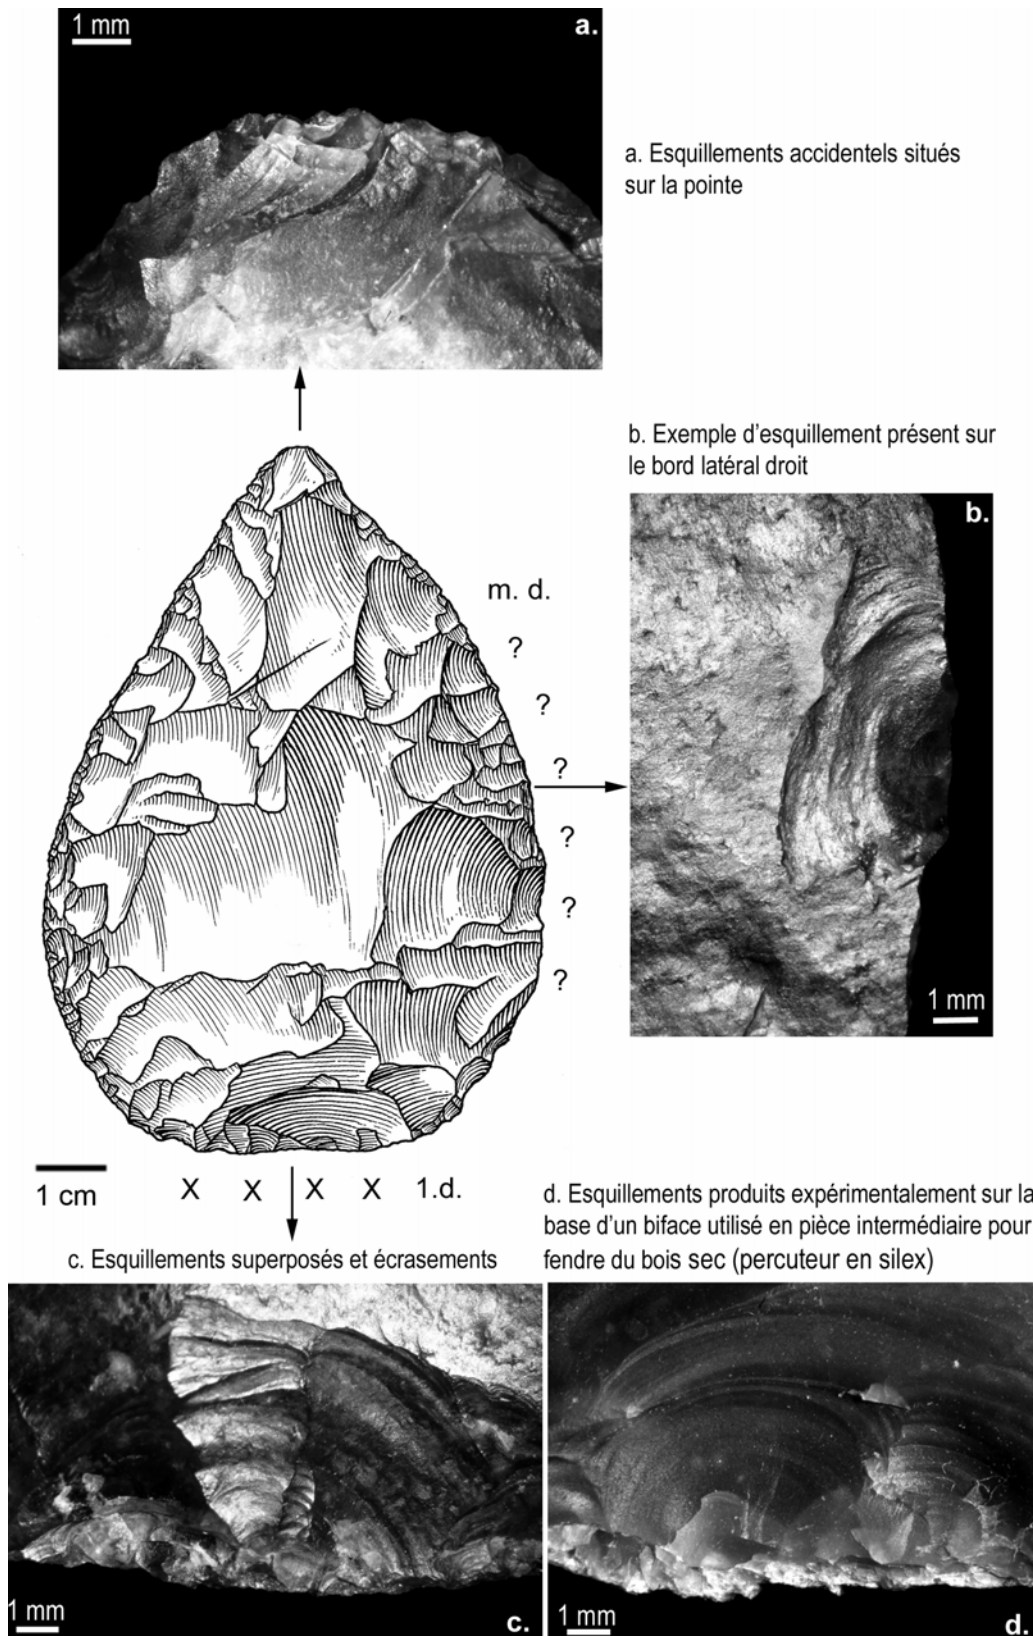 1 mm
a.
a. Esquillements accidentels situés
sur la pointe
b. Exemple d'esquillement présent sur
le bord latéral droit
b.
m. d.
?
?
?
?
?
?
1 mm
1 cm
X X X X 1.d.
c. Esquillements superposés et écrasements
d. Esquillements produits expérimentalement sur la
base d'un biface utilisé en pièce intermédiaire pour
fendre du bois sec (percuteur en silex)
1 mm
c.
1 mm
d.